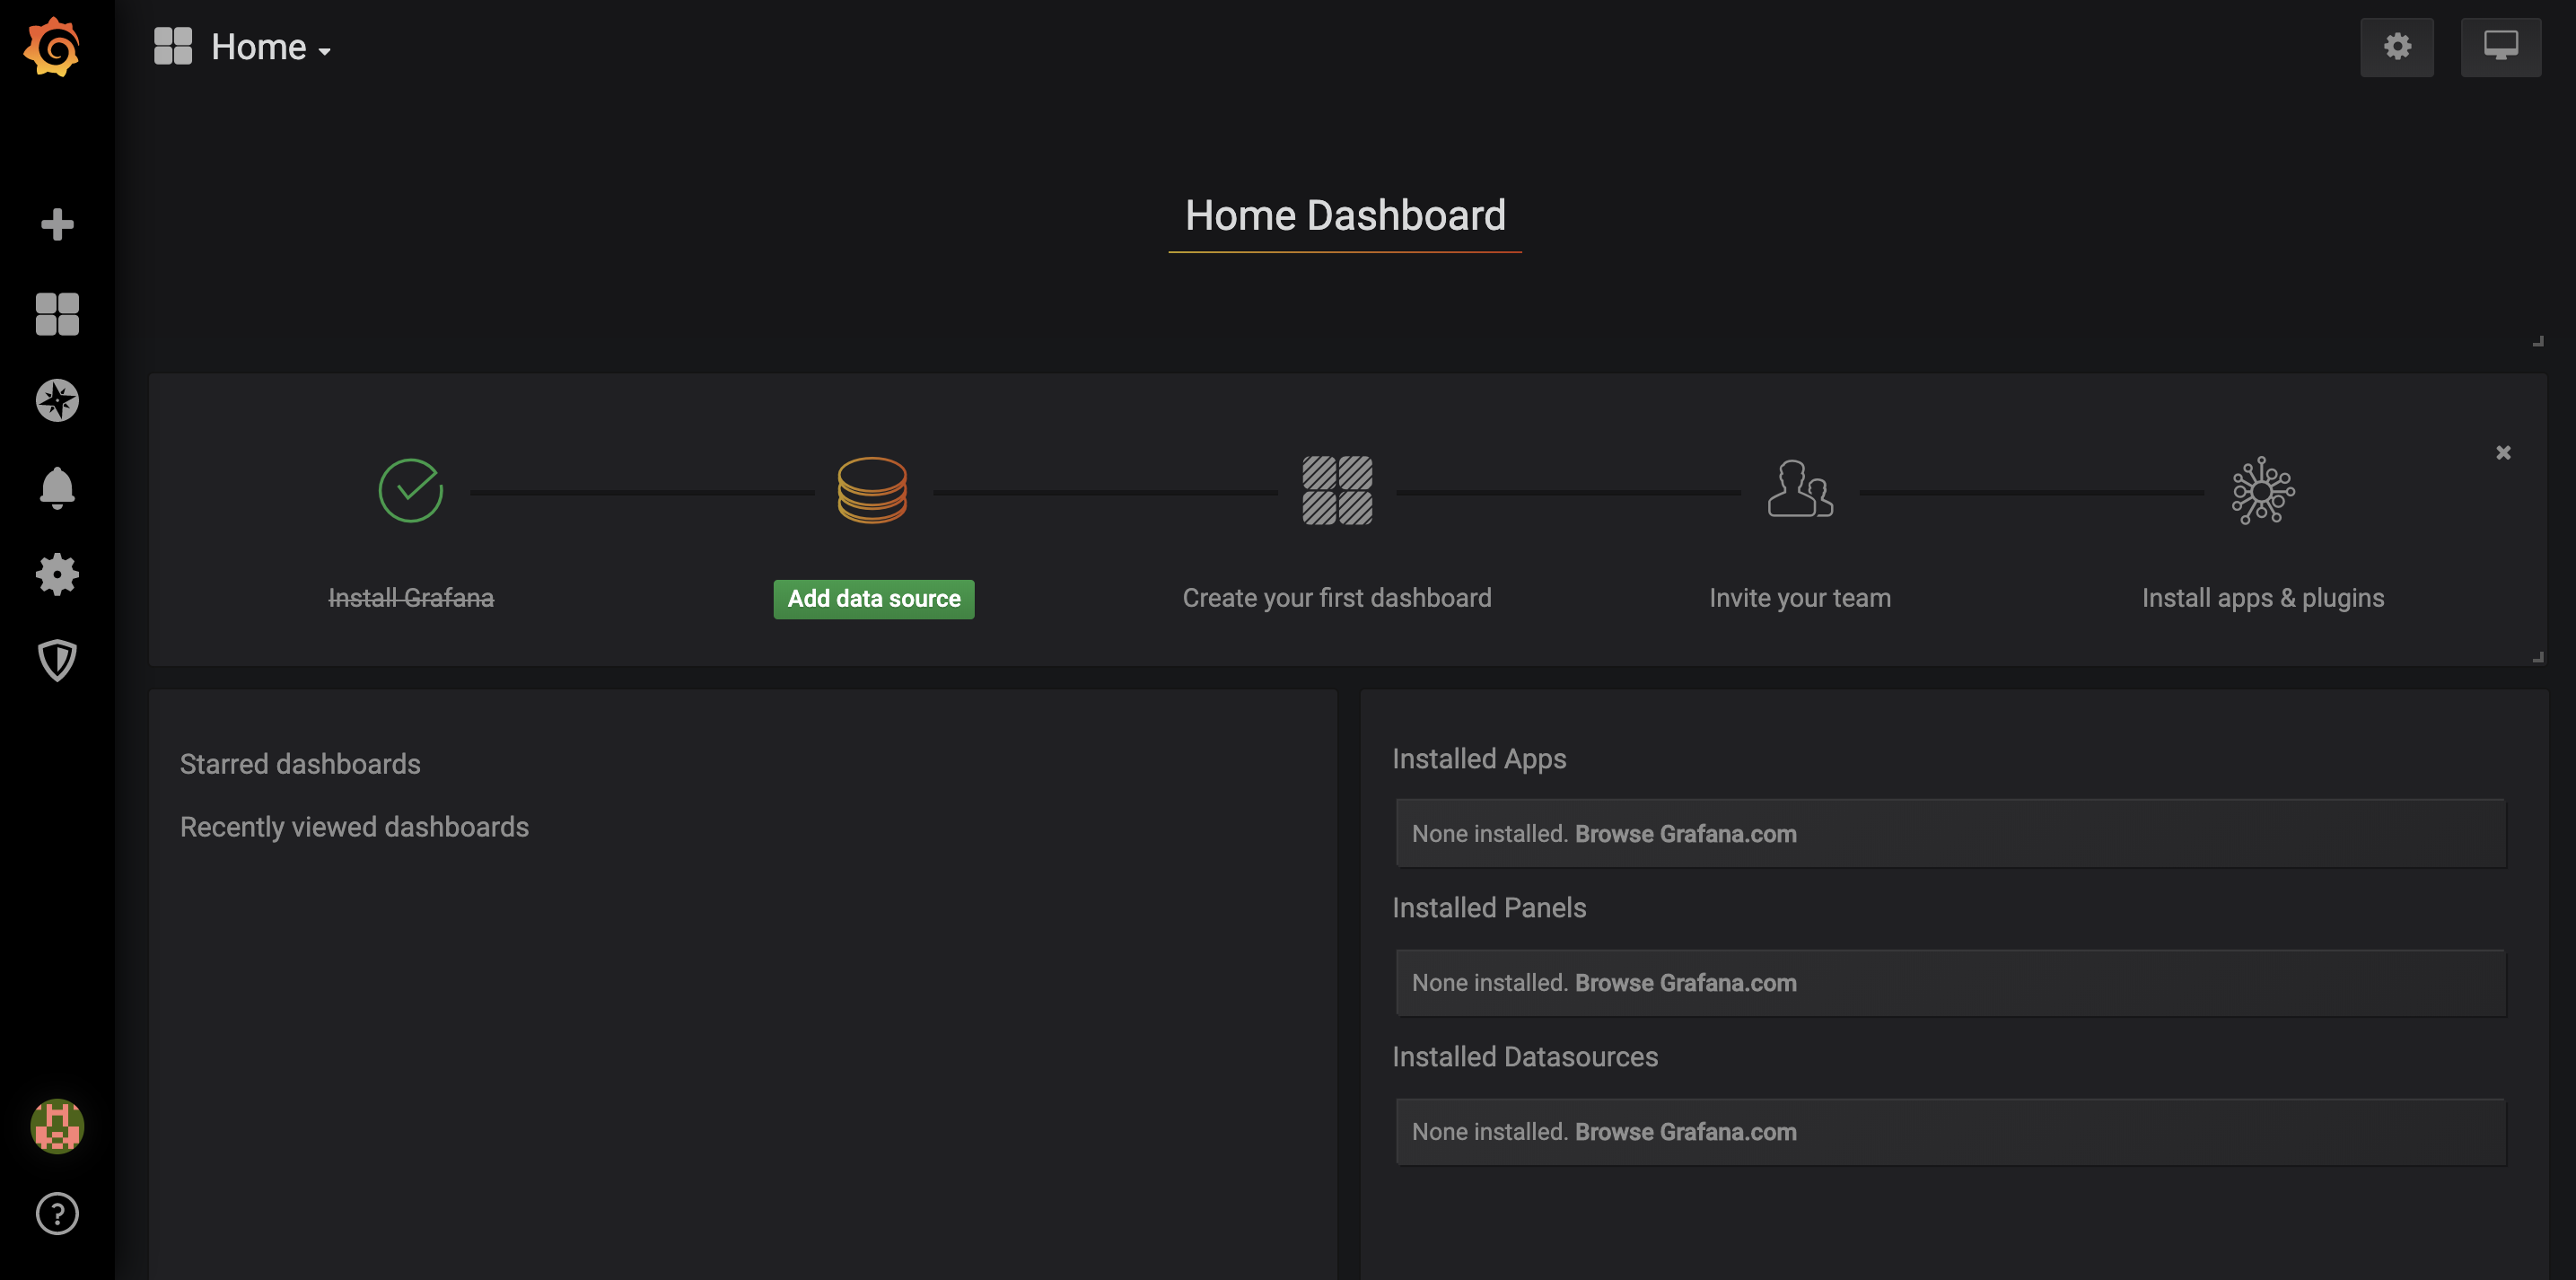 Home
Home Dashboard
Install Grafana
Add data source
Create your first dashboard
Invite your team
Install apps & plugins
Starred dashboards
Recently viewed dashboards
Installed Apps
None installed. Browse Grafana.com
Installed Panels
None installed. Browse Grafana.com
Installed Datasources
None installed. Browse Grafana.com